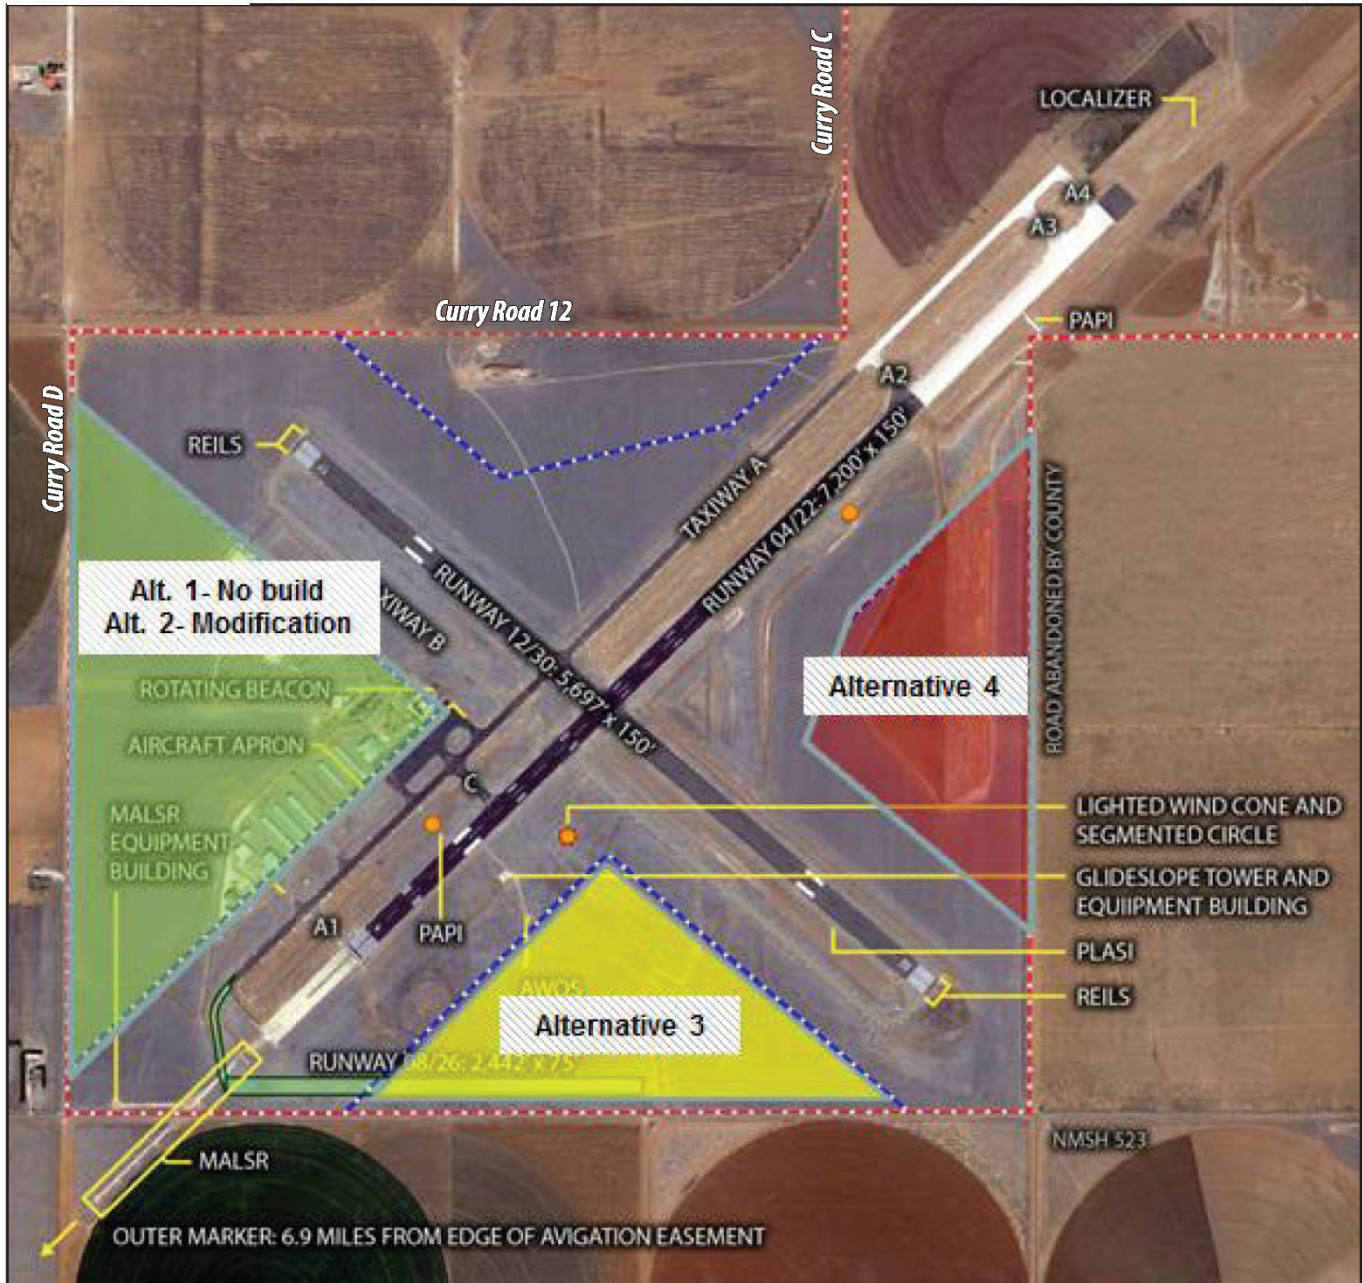 Curry Road C
LOCALIZER
A4
A3
Curry Road 12
PAPI
A2
Curry Road D
REILS
TAXIWAY A
RUNWAY 04/22: 7,200' x 150'
ROAD ABANDONED BY COUNTY
Alt. 1- No build
Alt. 2- Modification
XIWAY B
RUNWAY 12/30: 5,697' x 150'
ROTATING BEACON
Alternative 4
AIRCRAFT APRON
C
MALSR
EQUIPMENT
BUILDING
LIGHTED WIND CONE AND
SEGMENTED CIRCLE
GLIDESLOPE TOWER AND
EQUIIPMENT BUILDING
A1
PAPI
PLASI
REILS
AWOS
Alternative 3
RUNWAY 08/26: 2,442' x 75'
NMSH 523
MALSR
OUTER MARKER: 6.9 MILES FROM EDGE OF AVIGATION EASEMENT